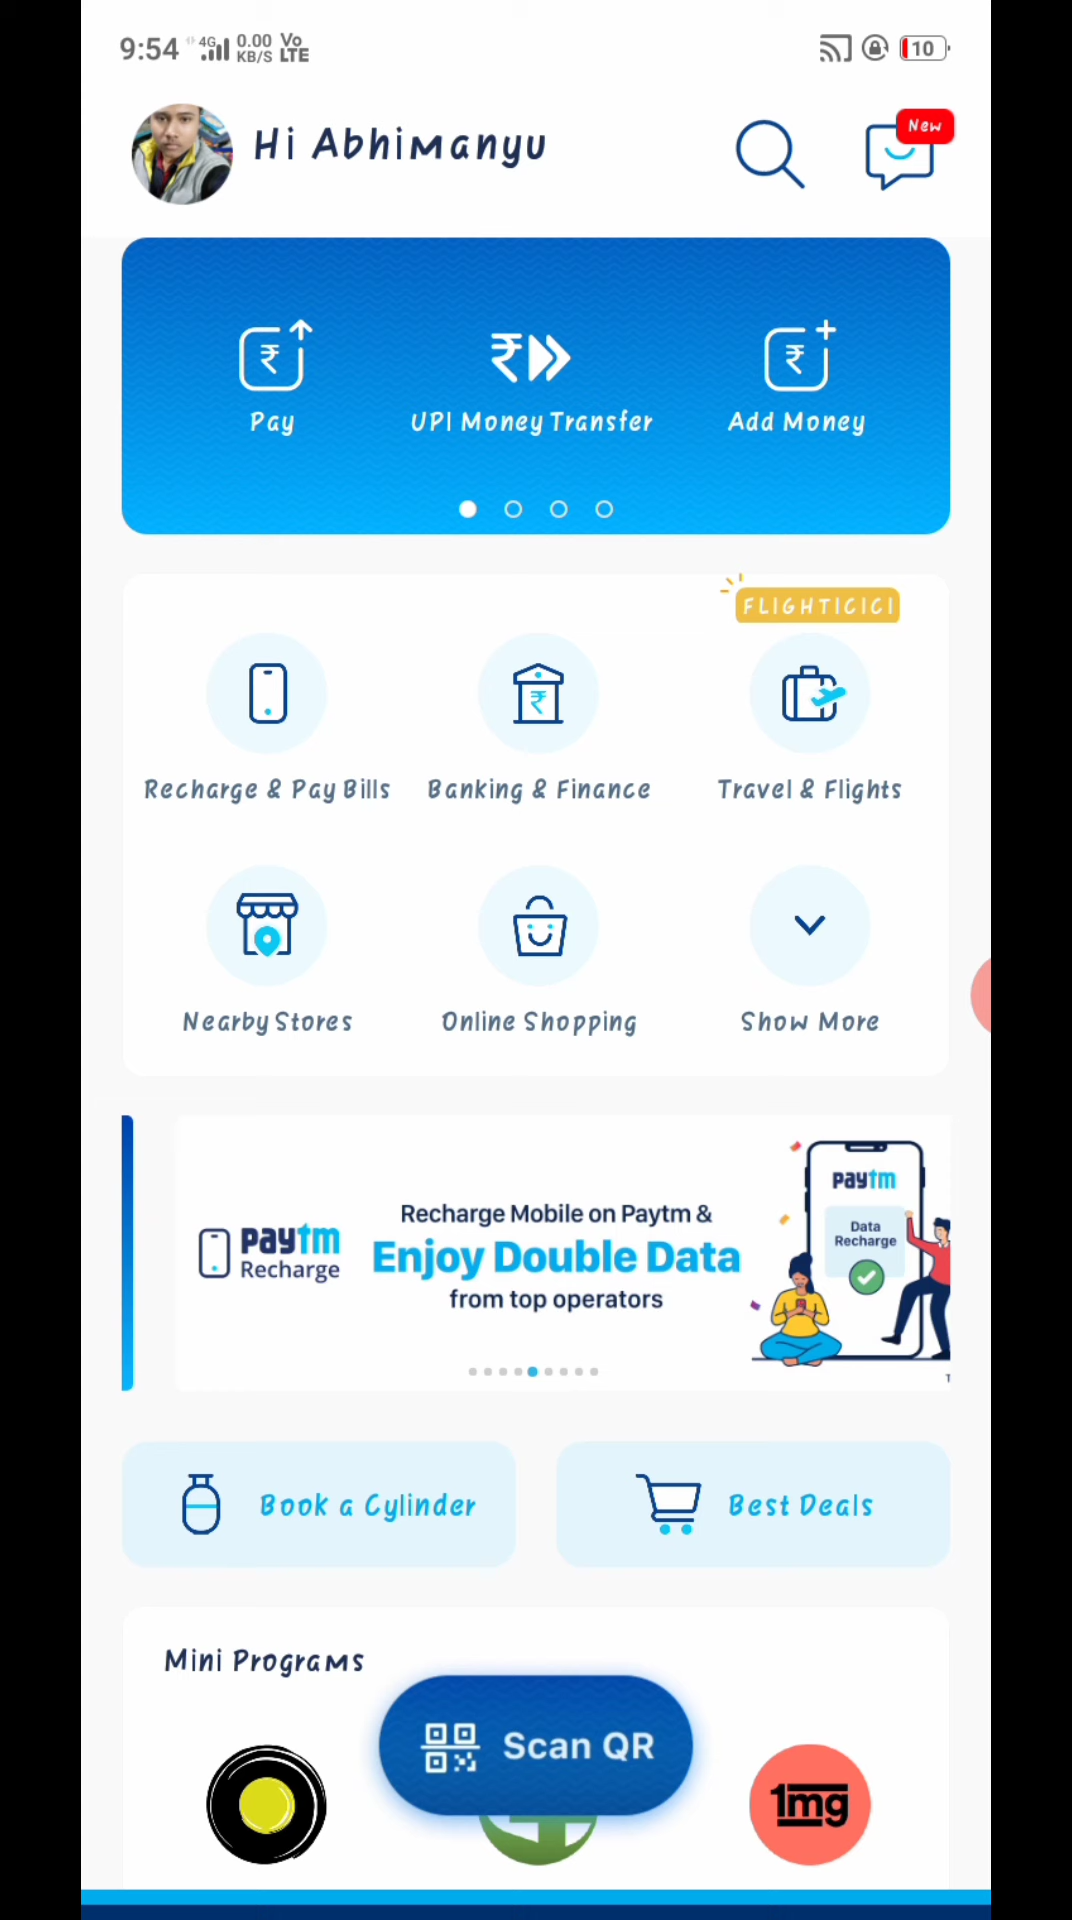 9:54 4G 0.00 KB/S Vo LTE 10
Hi Abhimanyu
New
₹ ₹ ₹
Pay UPI Money Transfer Add Money
FLIGHTICICI
₹
Recharge & Pay Bills Banking & Finance Travel & Flights
Nearby Stores Online Shopping Show More
paytm
Recharge
Recharge Mobile on Paytm &
Enjoy Double Data
from top operators
paytm
Data
Recharge
Book a Cylinder Best Deals
Mini Programs
Scan QR
1mg